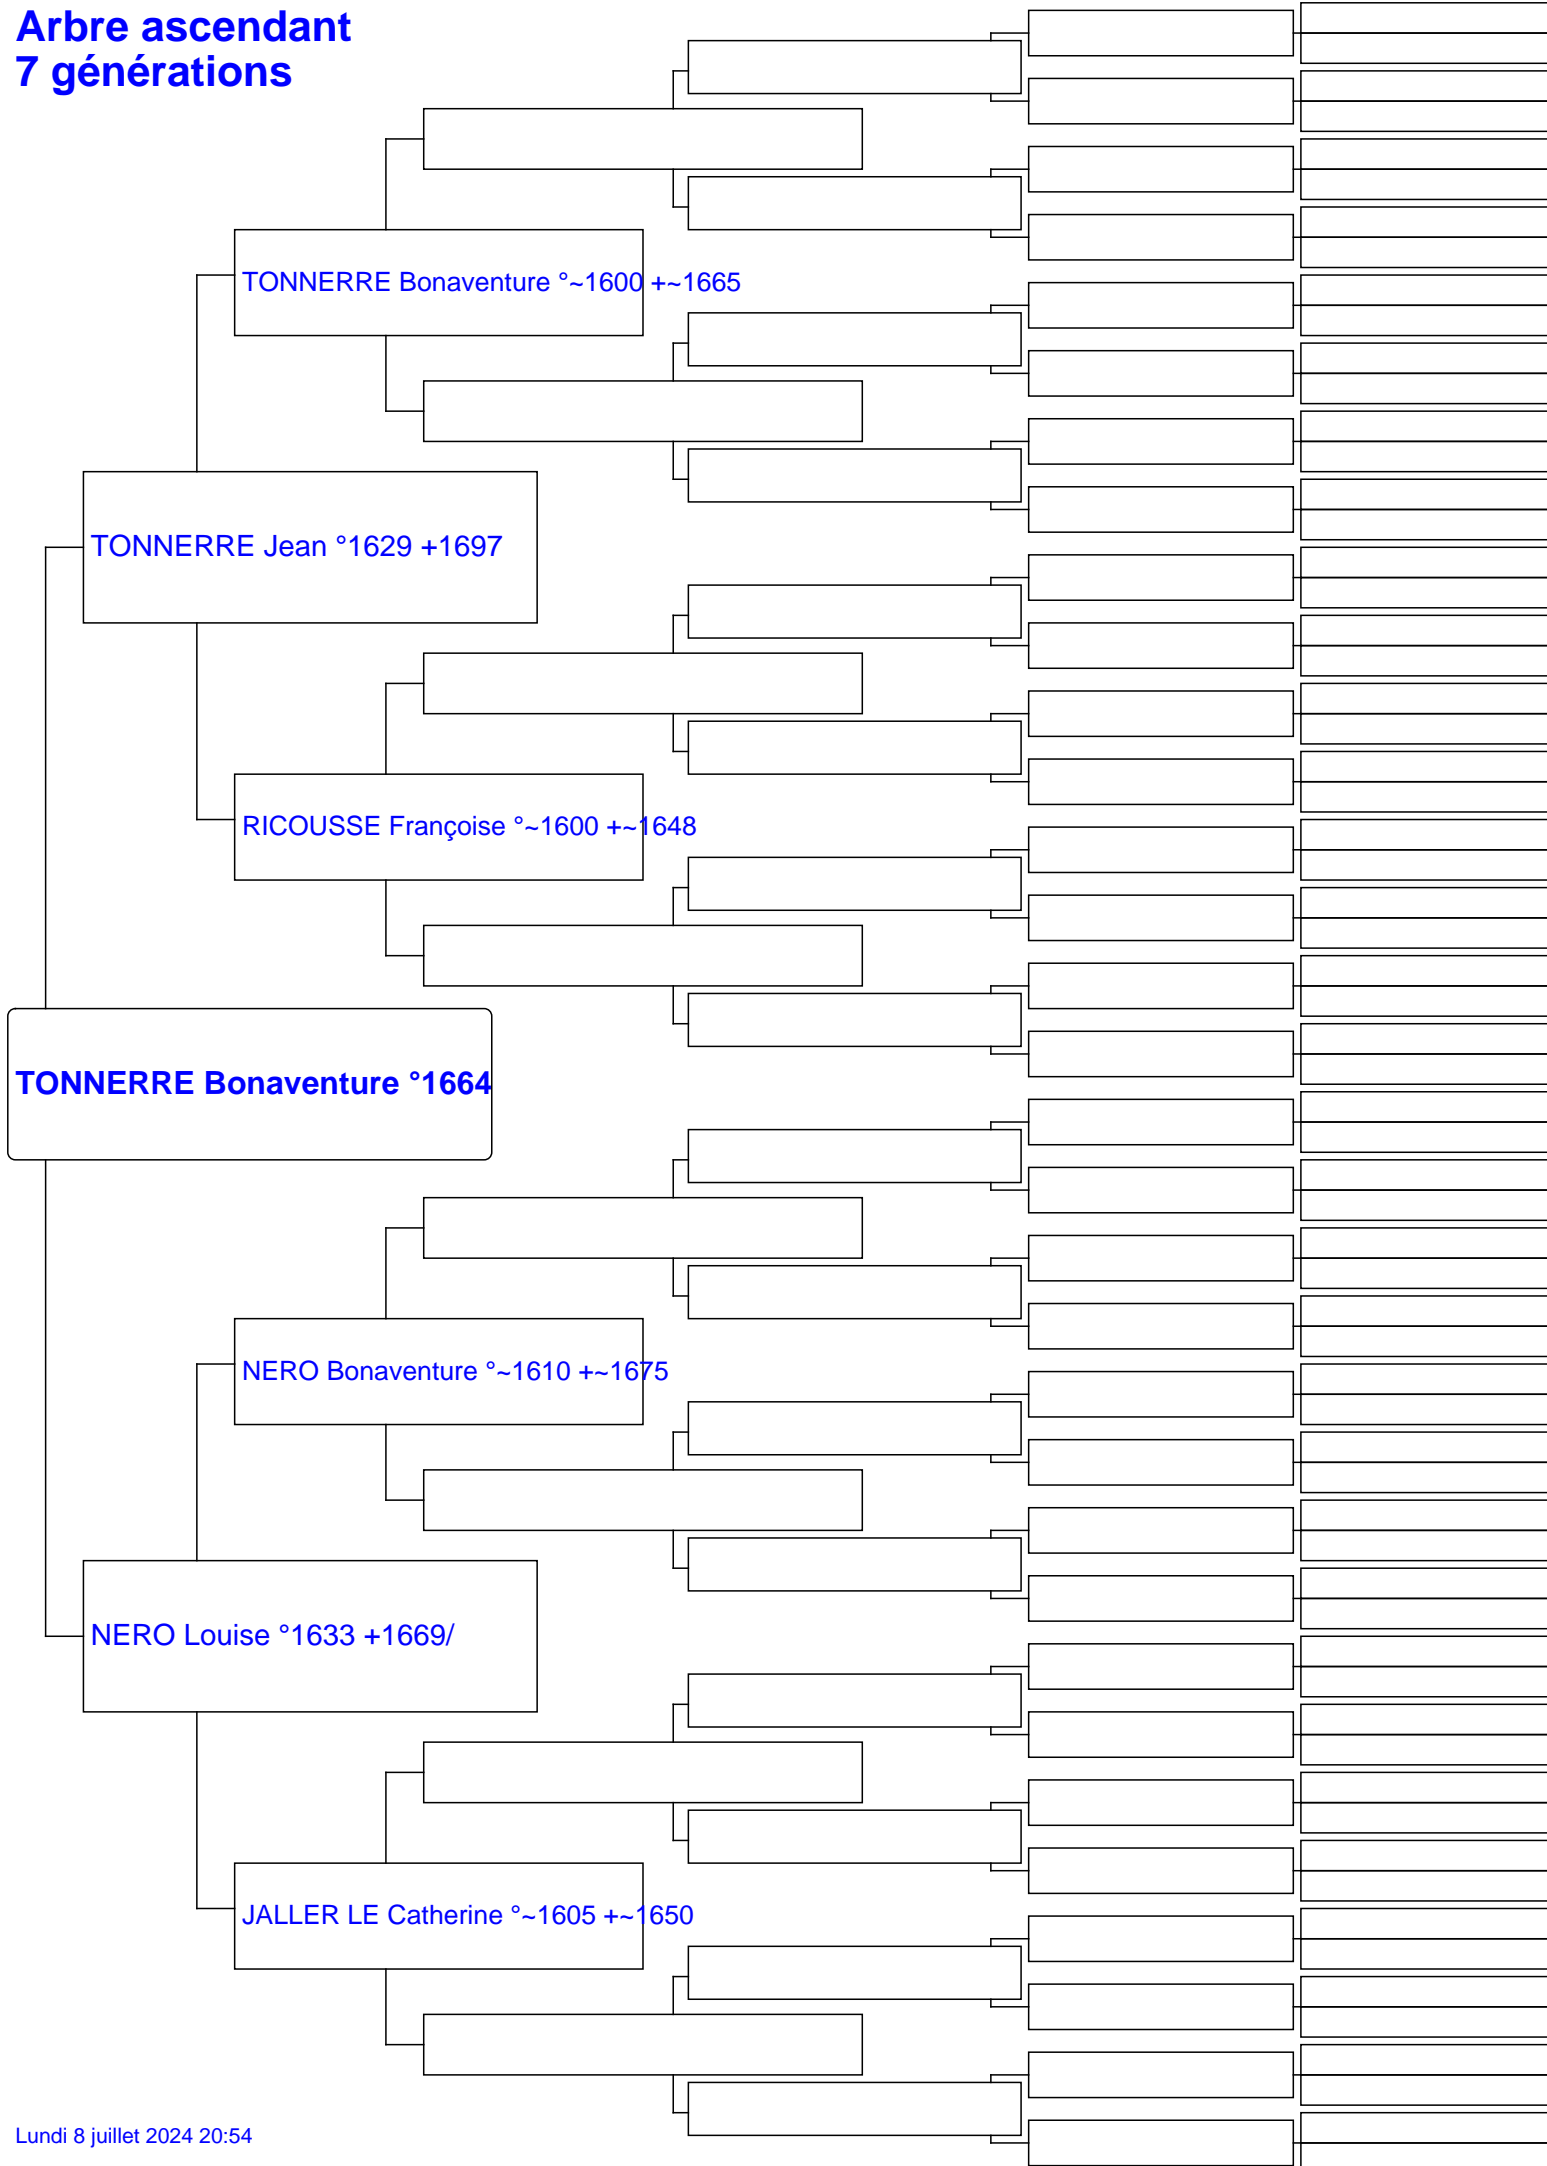 Arbre ascendant
7 générations
TONNERRE Bonaventure °~1600 +~1665
TONNERRE Jean °1629 +1697
RICOUSSE Françoise °~1600 +~1648
TONNERRE Bonaventure °1664
NERO Bonaventure °~1610 +~1675
NERO Louise °1633 +1669/
JALLER LE Catherine °~1605 +~1650
Lundi 8 juillet 2024 20:54